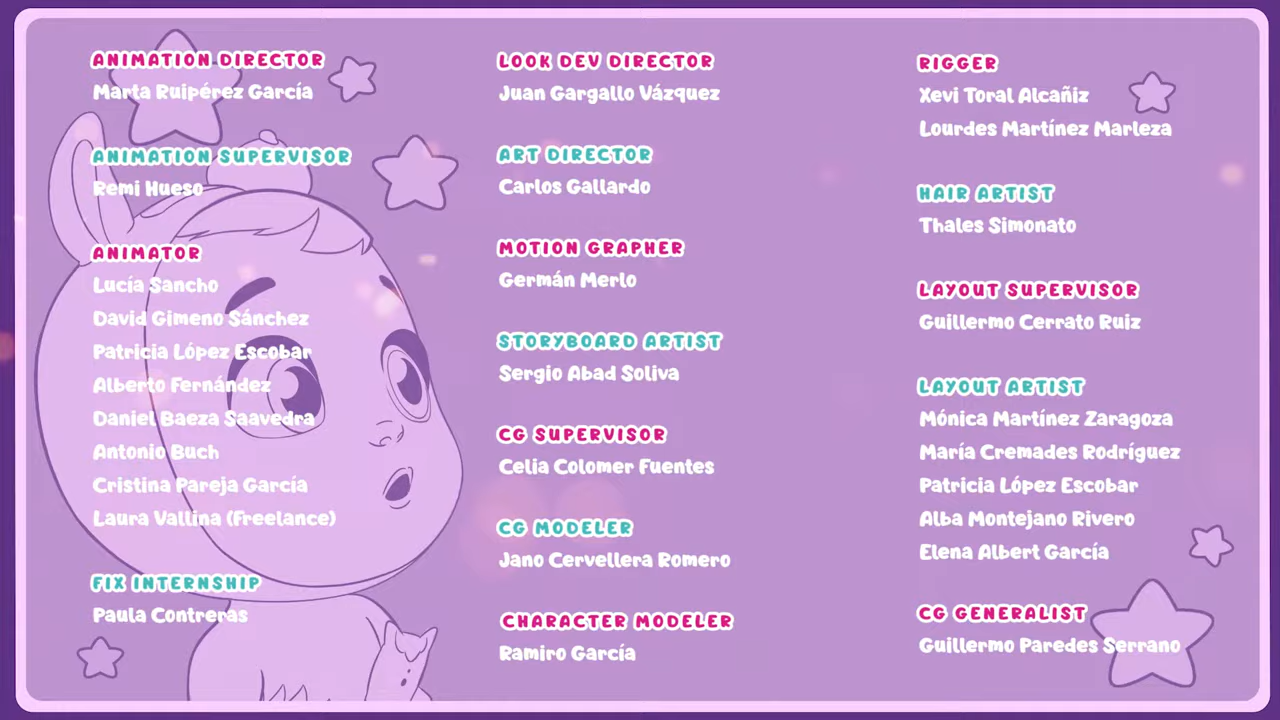 ANIMATION DIRECTOR
Marta Ruipérez García
ANIMATION SUPERVISOR
Remi Hueso
ANIMATOR
Lucía Sancho
David Gimeno Sánchez
Patricia López Escobar
Alberto Fernández
Daniel Baeza Saavedra
Antonio Buch
Cristina Pareja García
Laura Vallina (Freelance)
FIX INTERNSHIP
Paula Contreras
LOOK DEV DIRECTOR
Juan Gargallo Vázquez
ART DIRECTOR
Carlos Gallardo
MOTION GRAPHER
Germán Merlo
STORYBOARD ARTIST
Sergio Abad Soliva
CG SUPERVISOR
Celia Colomer Fuentes
CG MODELER
Jano Cervellera Romero
CHARACTER MODELER
Ramiro García
RIGGER
Xevi Toral Alcañiz
Lourdes Martínez Marleza
HAIR ARTIST
Thales Simonato
LAYOUT SUPERVISOR
Guillermo Cerrato Ruiz
LAYOUT ARTIST
Mónica Martínez Zaragoza
María Cremades Rodríguez
Patricia López Escobar
Alba Montejano Rivero
Elena Albert García
CG GENERALIST
Guillermo Paredes Serrano